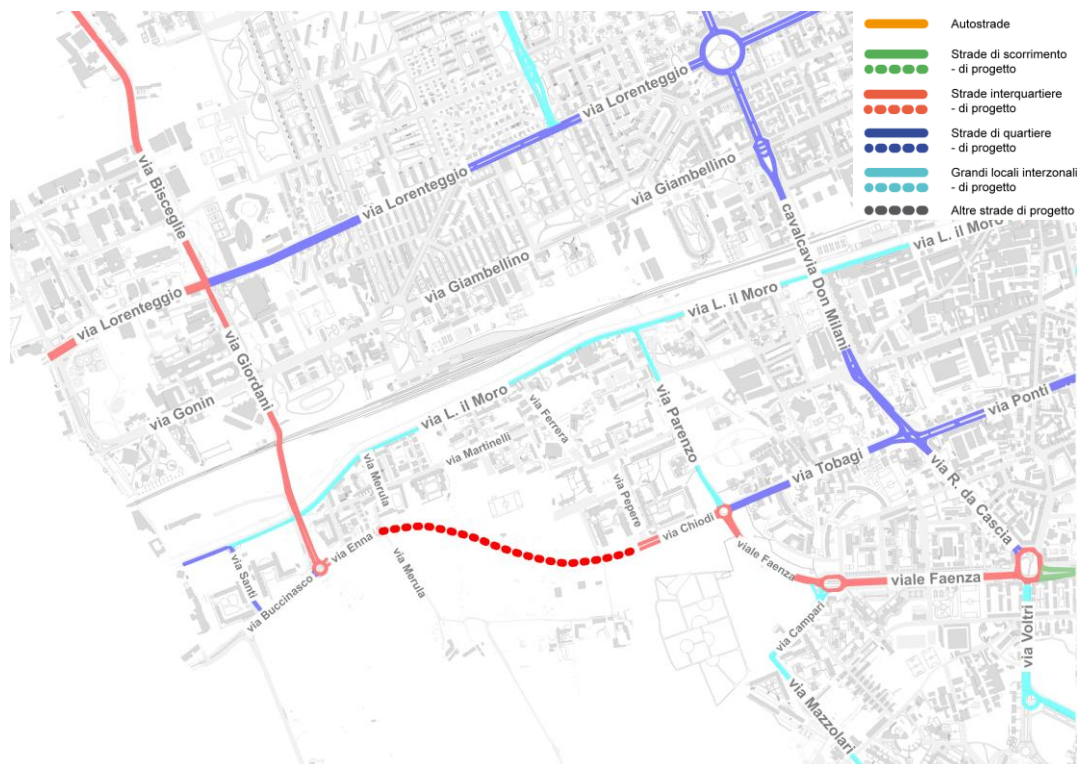 Autostrade
Strade di scorrimento
- di progetto
Strade interquartiere
- di progetto
Strade di quartiere
- di progetto
Grandi locali interzonali
- di progetto
Altre strade di progetto
via Lorenteggio
via Bisceglie
via Giambellino
via Lorenteggio
cavalcavia Don Milani
via L. il Moro
via Giambellino
via L. il Moro
via Lorenteggio
via Giordani
via Gonin
via L. il Moro
via Ferrera
via Parenzo
via Ponti
via Martinelli
via Merula
via Tobagi
via R. da Cascia
via Pepere
via Chiodi
via Enna
viale Faenza
viale Faenza
via Merula
via Santi
via Buccinasco
via Campari
via Voltri
via Mazzolari